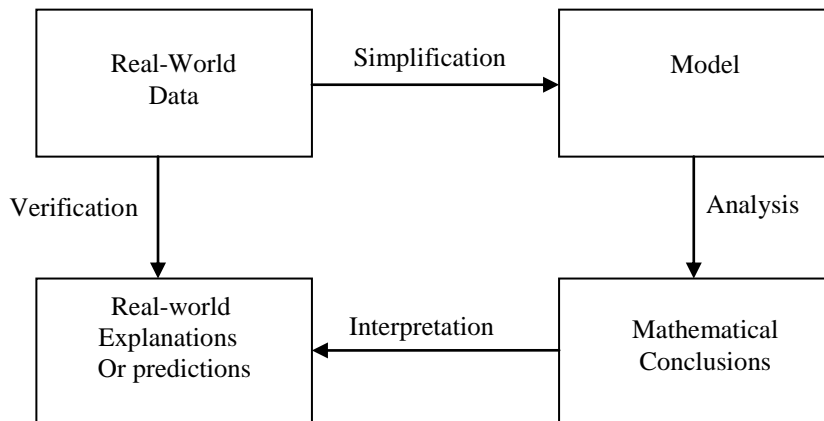 Real-World
Data
Simplification
Model
Verification
Analysis
Real-world
Explanations
Or predictions
Interpretation
Mathematical
Conclusions